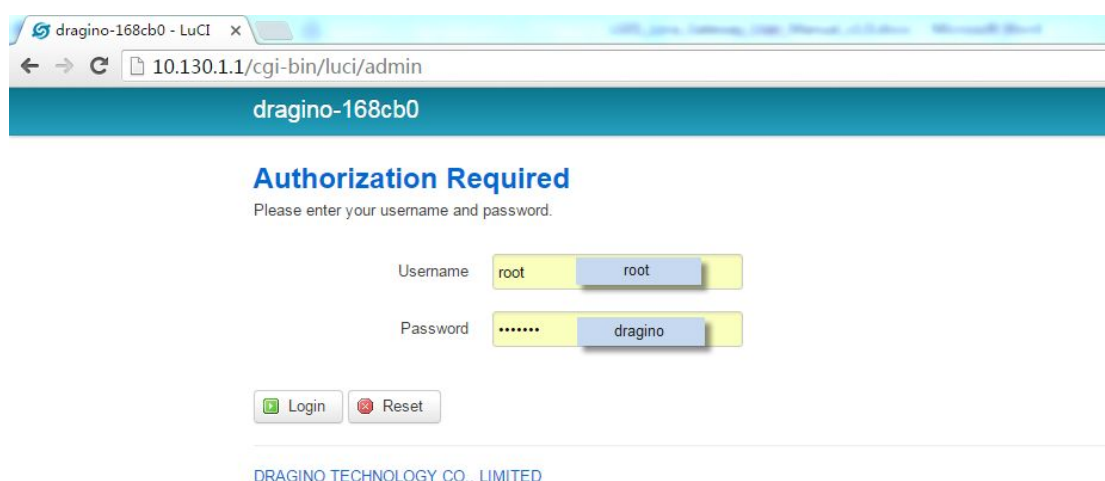 dragino-168cb0 - LuCI x
10.130.1.1/cgi-bin/luci/admin
dragino-168cb0
Authorization Required
Please enter your username and password.
Username root root
Password ••••••• dragino
Login Reset
DRAGINO TECHNOLOGY CO., LIMITED